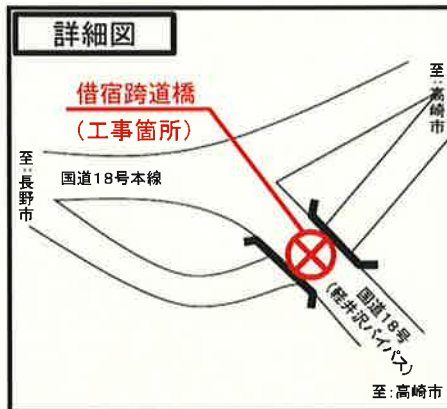 詳細図
借宿跨道橋
（工事箇所）
至:高崎市
至:長野市
国道18号本線
国道18号
（軽井沢バイパス）
至:高崎市